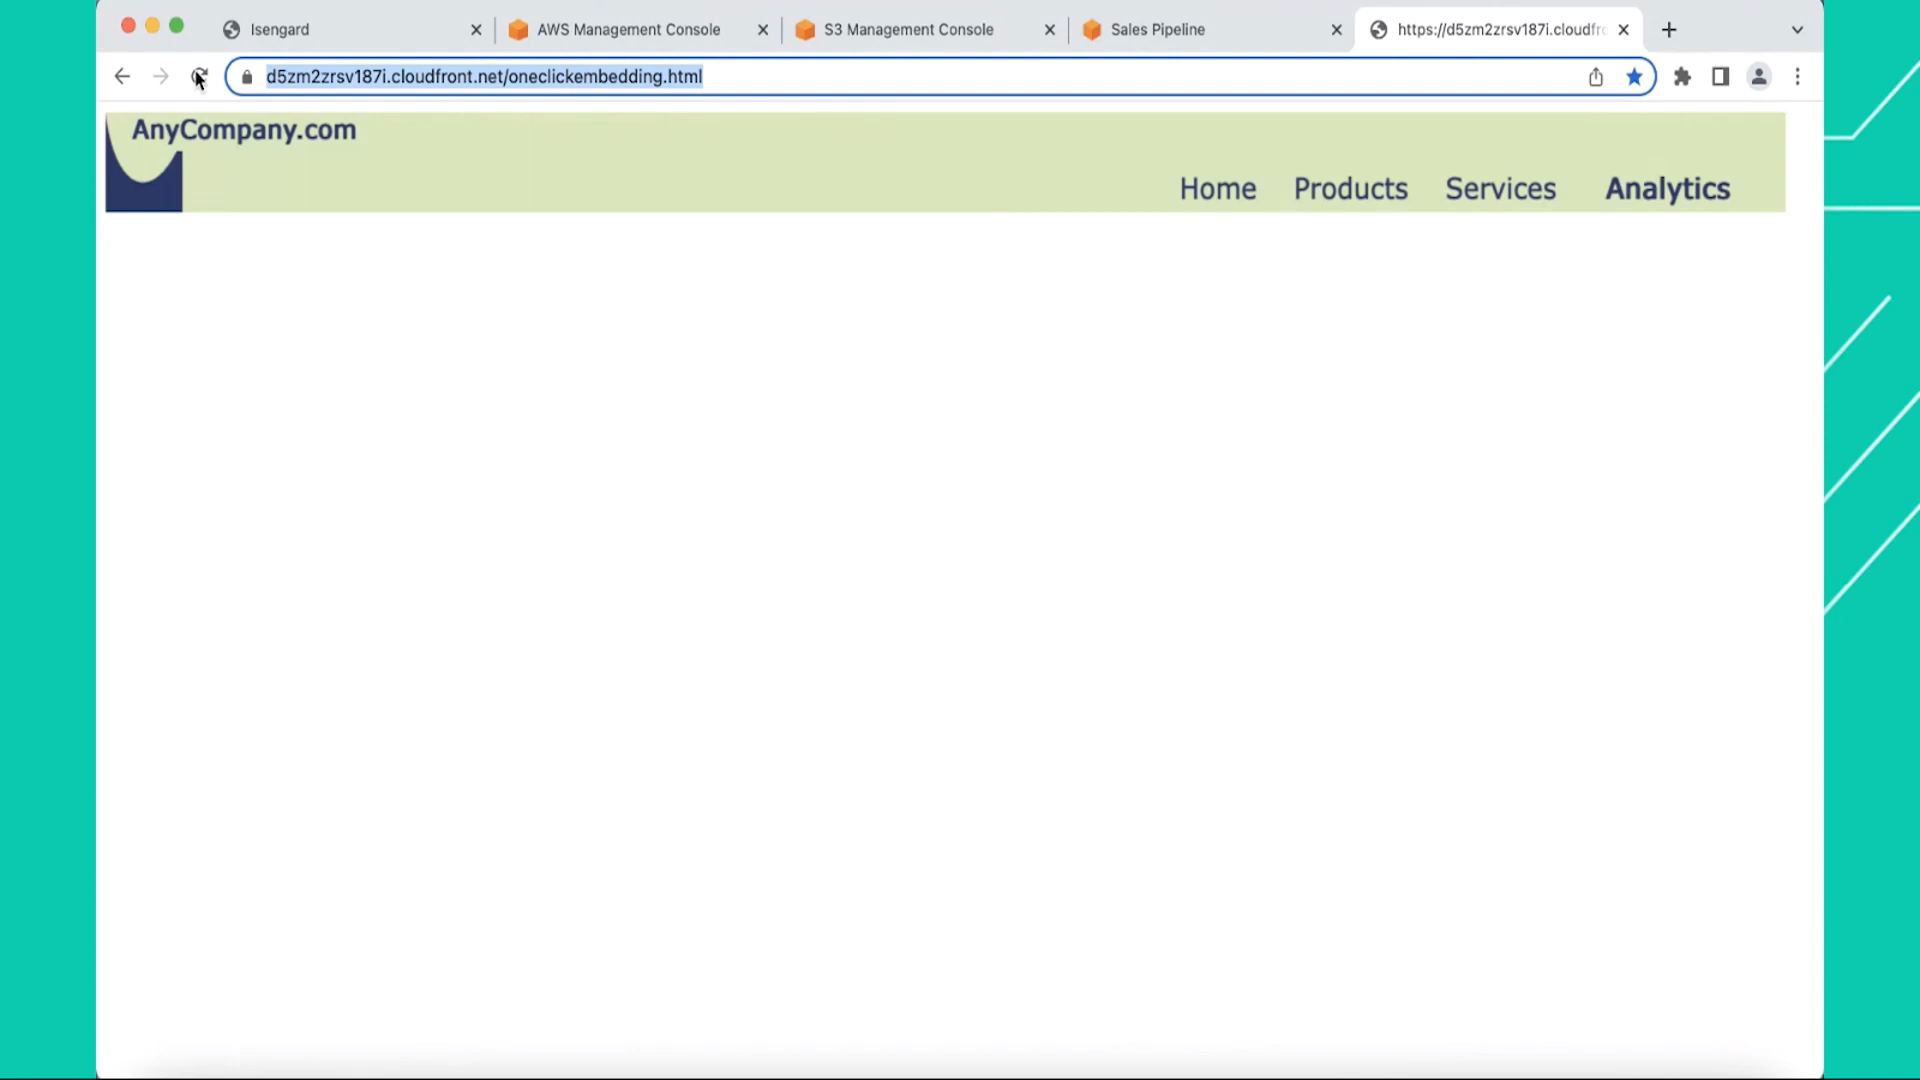 Isengard
AWS Management Console
S3 Management Console
Sales Pipeline
https://d5zm2zrsv187i.cloudfr
d5zm2zrsv187i.cloudfront.net/oneclickembedding.html
AnyCompany.com
Home Products Services Analytics